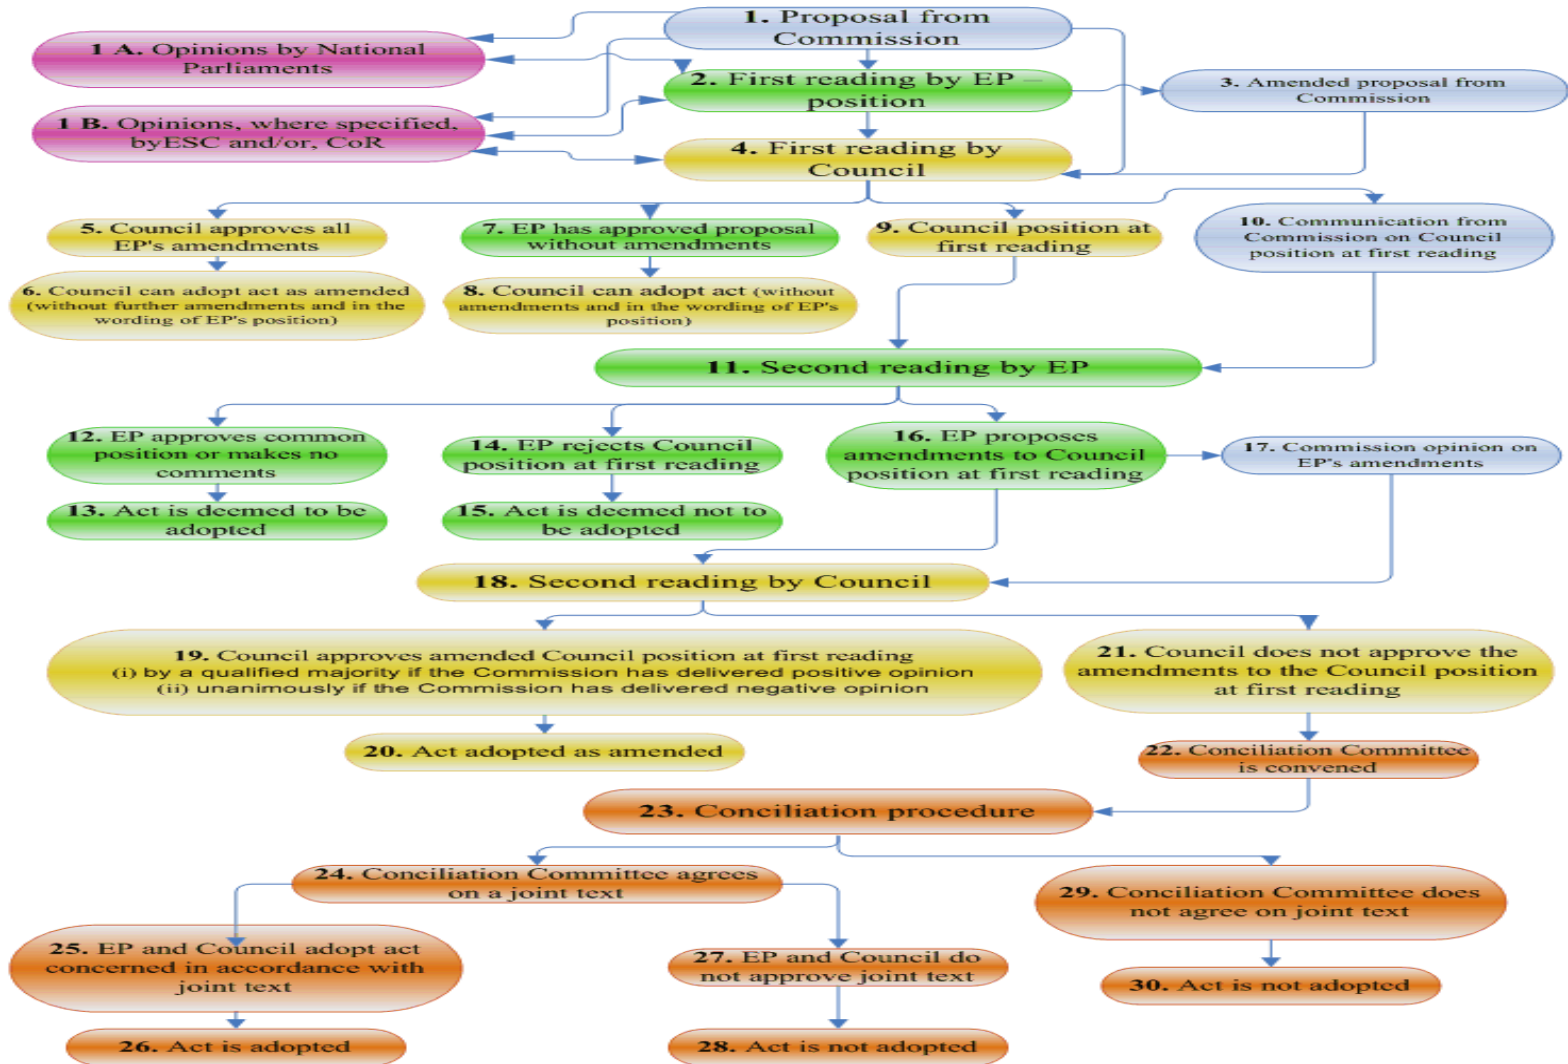 1. Proposal from
Commission
1 A. Opinions by National
Parliaments
2. First reading by EP –
position
3. Amended proposal from
Commission
1 B. Opinions, where specified,
byESC and/or, CoR
4. First reading by
Council
5. Council approves all
EP's amendments
7. EP has approved proposal
without amendments
9. Council position at
first reading
10. Communication from
Commission on Council
position at first reading
6. Council can adopt act as amended
(without further amendments and in the
wording of EP's position)
8. Council can adopt act (without
amendments and in the wording of EP's
position)
11. Second reading by EP
12. EP approves common
position or makes no
comments
14. EP rejects Council
position at first reading
16. EP proposes
amendments to Council
position at first reading
17. Commission opinion on
EP's amendments
13. Act is deemed to be
adopted
15. Act is deemed not to
be adopted
18. Second reading by Council
19. Council approves amended Council position at first reading
(i) by a qualified majority if the Commission has delivered positive opinion
(ii) unanimously if the Commission has delivered negative opinion
21. Council does not approve the
amendments to the Council position
at first reading
20. Act adopted as amended
22. Conciliation Committee
is convened
23. Conciliation procedure
24. Conciliation Committee agrees
on a joint text
29. Conciliation Committee does
not agree on joint text
25. EP and Council adopt act
concerned in accordance with
joint text
27. EP and Council do
not approve joint text
30. Act is not adopted
26. Act is adopted
28. Act is not adopted